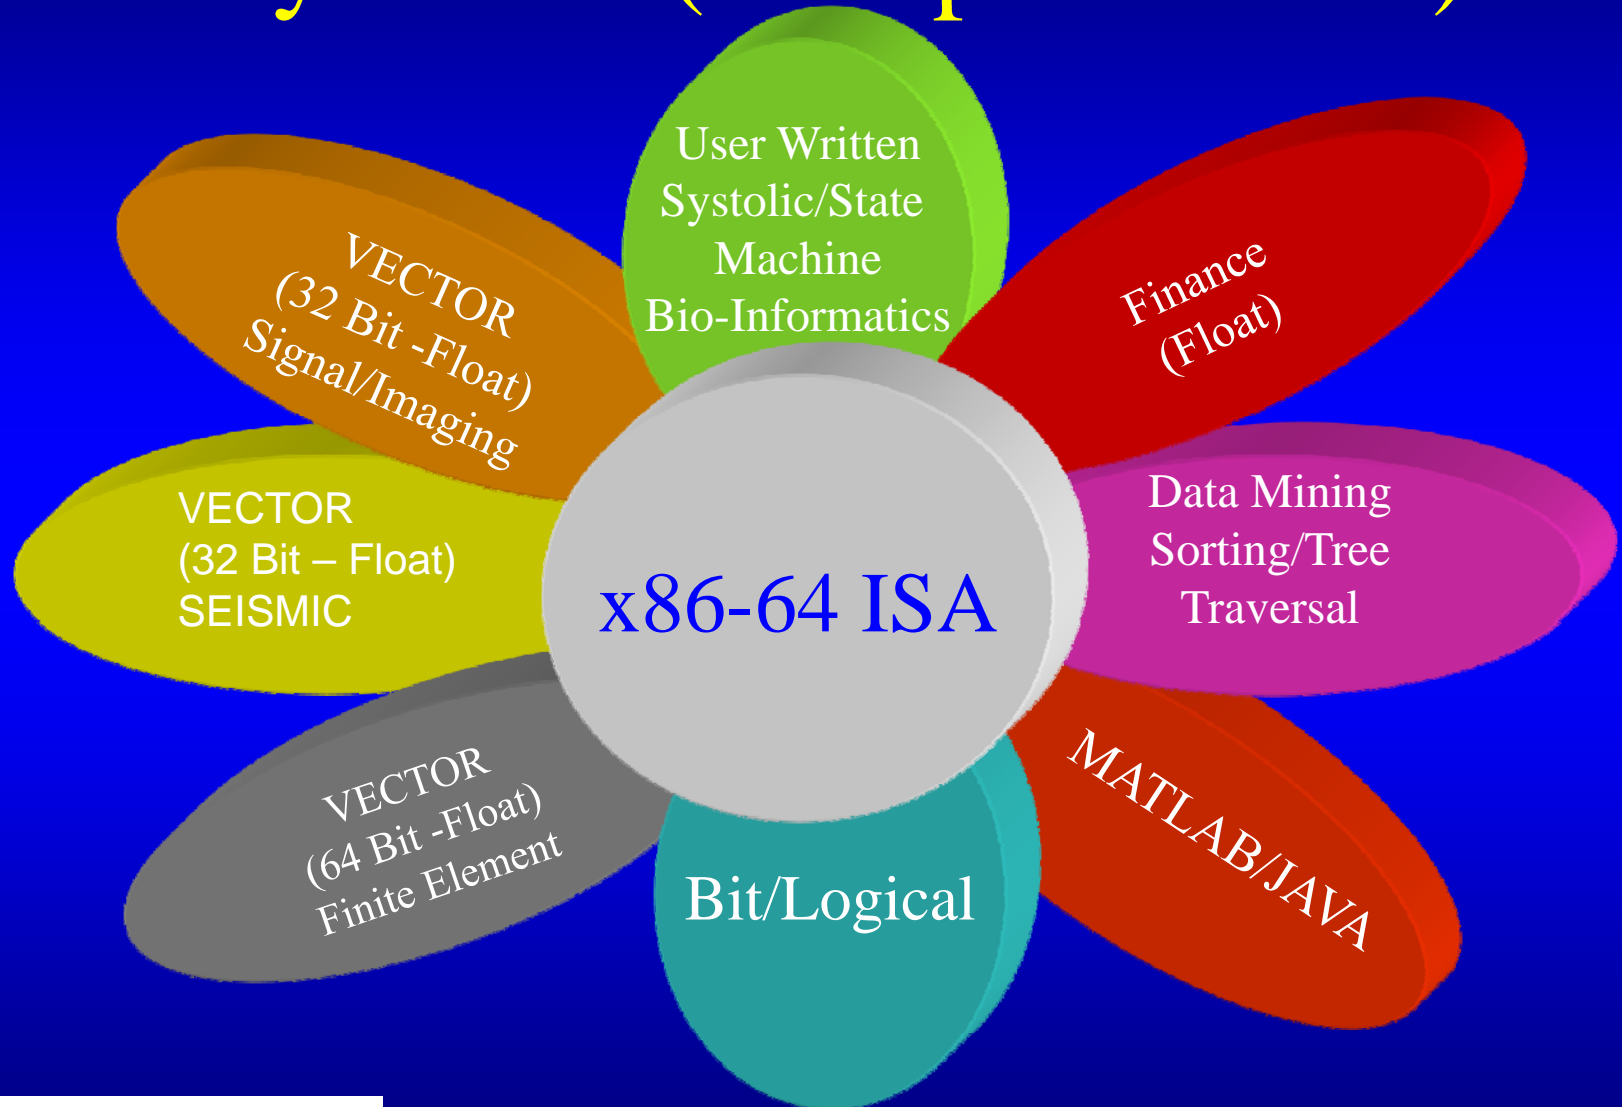 User Written
Systolic/State
Machine
Bio-Informatics
VECTOR
(32 Bit -Float)
Signal/Imaging
Finance
(Float)
VECTOR
(32 Bit – Float)
SEISMIC
x86-64 ISA
Data Mining
Sorting/Tree
Traversal
VECTOR
(64 Bit -Float)
Finite Element
Bit/Logical
MATLAB/JAVA